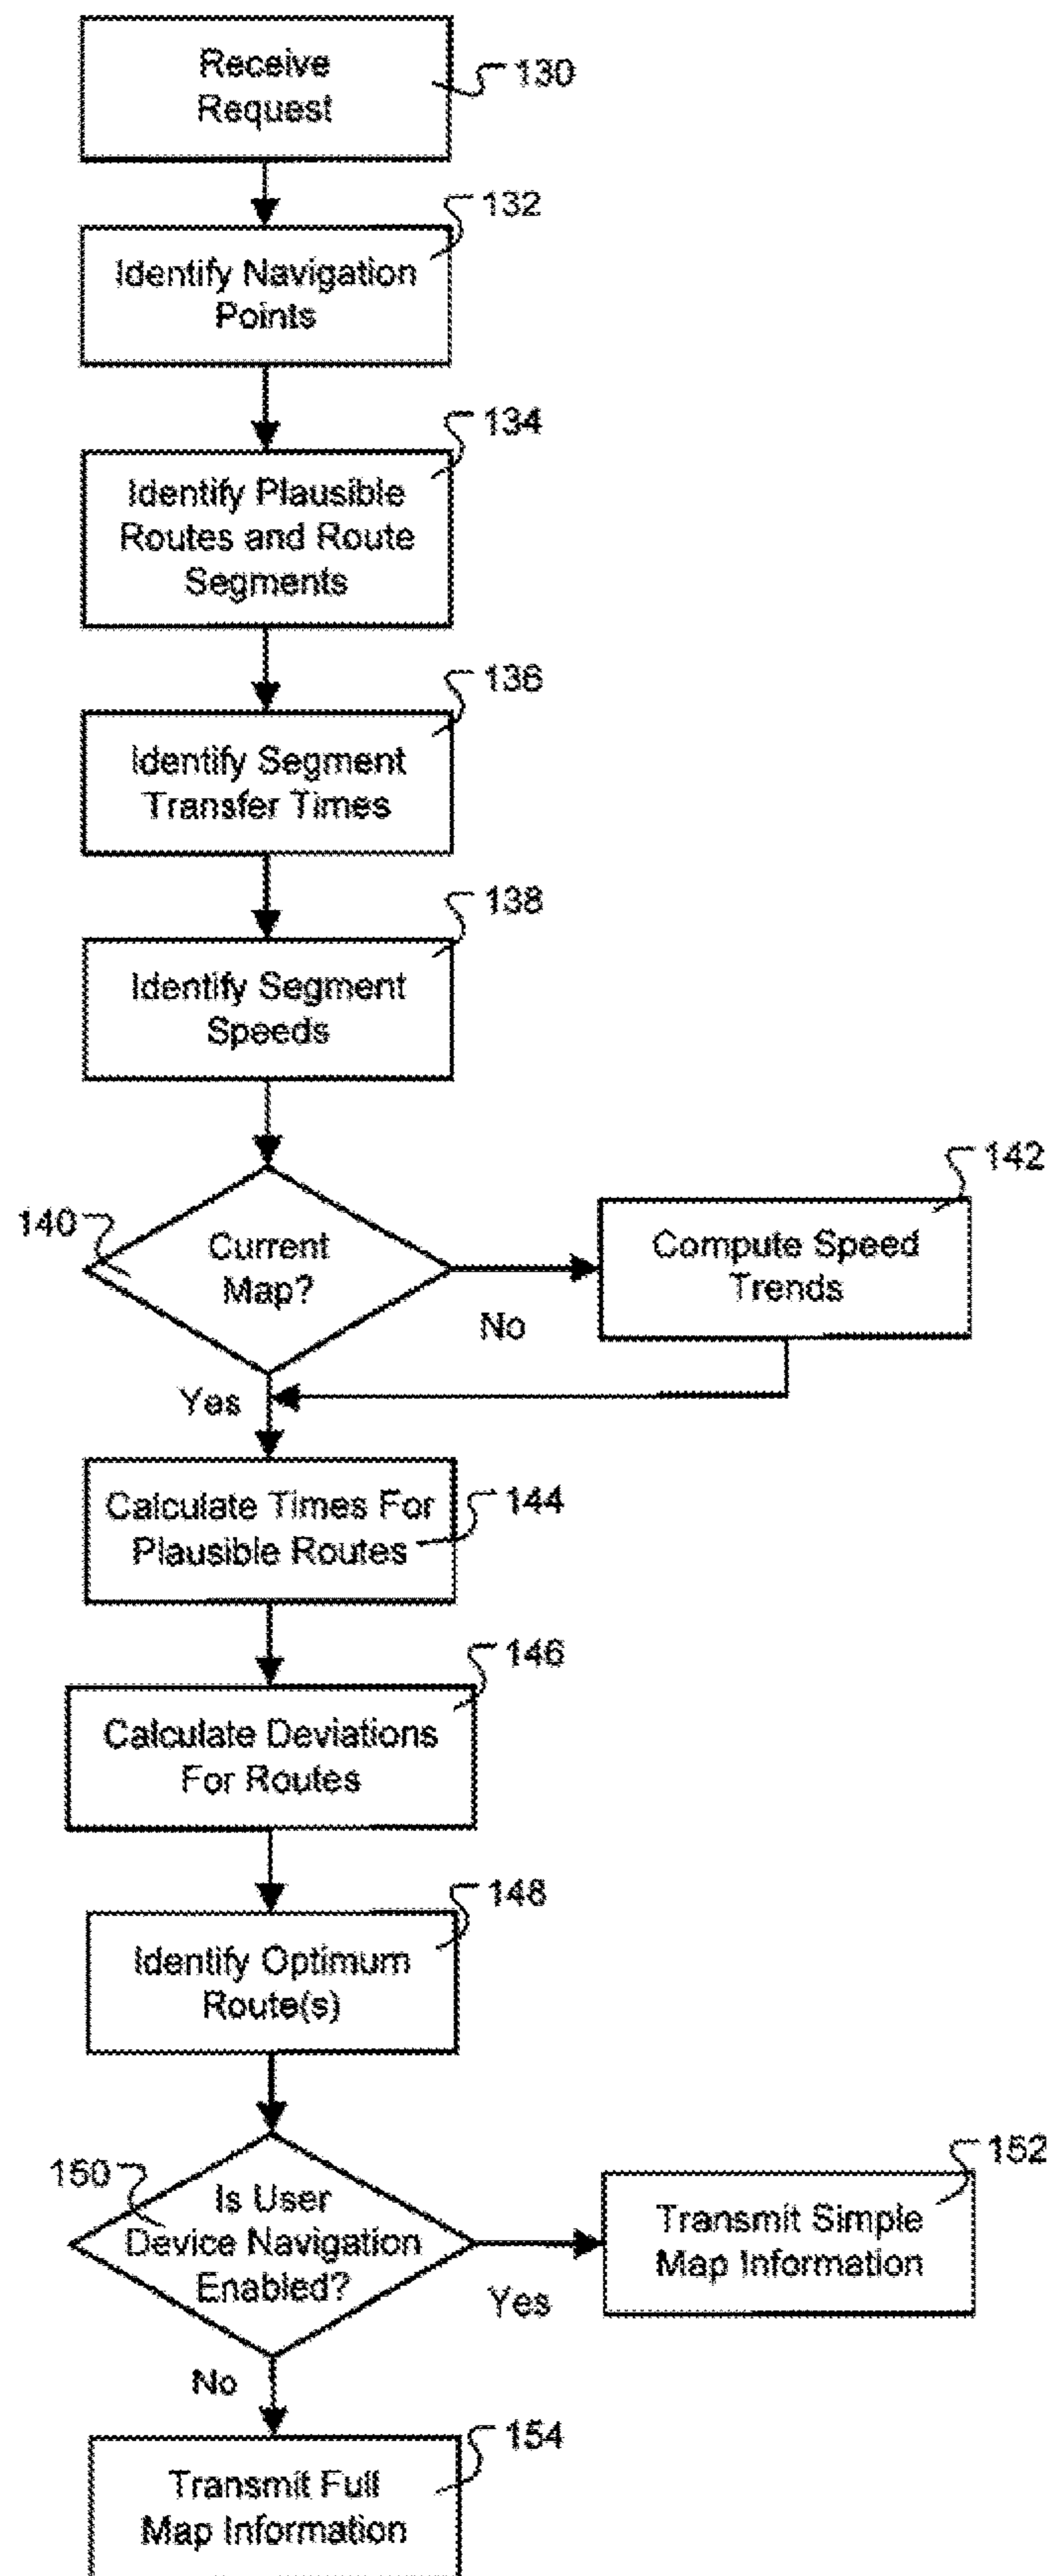 Receive
Request
130
132
Identify Navigation
Points
134
Identify Plausible
Routes and Route
Segments
136
Identify Segment
Transfer Times
138
Identify Segment
Speeds
142
140
Current
Map?
Compute Speed
Trends
No
Yes
Calculate Times For
Plausible Routes
144
146
Calculate Deviations
For Routes
148
Identify Optimum
Route(s)
152
150
Is User
Device Navigation
Enabled?
Transmit Simple
Map Information
Yes
No
154
Transmit Full
Map Information